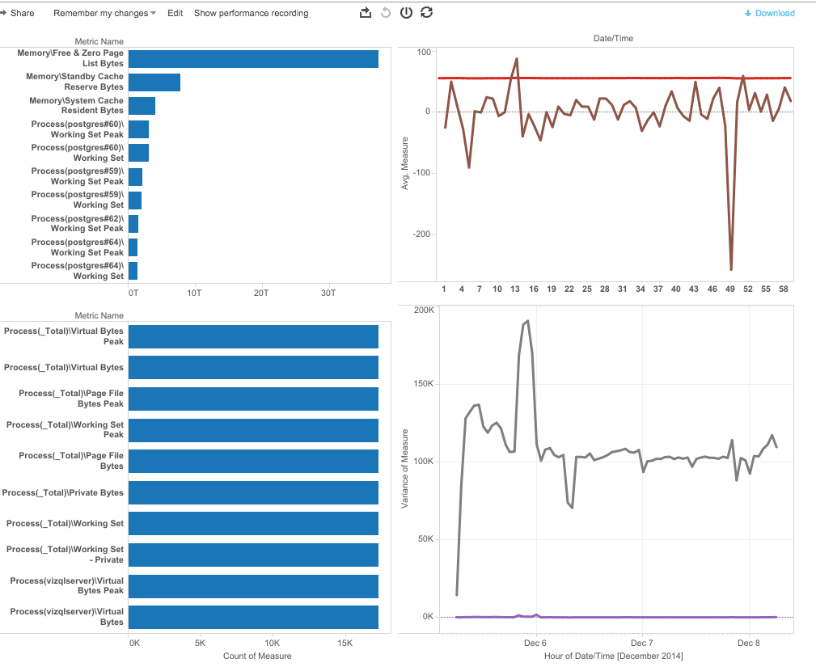 Share Remember my changes Edit Show performance recording Download
Metric Name
Memory\Free & Zero Page
List Bytes
Memory\Standby Cache
Reserve Bytes
Memory\System Cache
Resident Bytes
Process(postgres#60)\
Working Set Peak
Process(postgres#60)\
Working Set
Process(postgres#59)\
Working Set Peak
Process(postgres#59)\
Working Set
Process(postgres#62)\
Working Set Peak
Process(postgres#64)\
Working Set Peak
Process(postgres#64)\
Working Set
0T 10T 20T 30T
Date/Time
100
0
-100
-200
Avg. Measure
1 4 7 10 13 16 19 22 25 28 31 34 37 40 43 46 49 52 55 58
Metric Name
Process(_Total)\Virtual Bytes
Peak
Process(_Total)\Virtual Bytes
Process(_Total)\Page File
Bytes Peak
Process(_Total)\Working Set
Peak
Process(_Total)\Page File
Bytes
Process(_Total)\Private Bytes
Process(_Total)\Working Set
Process(_Total)\Working Set
- Private
Process(vizqlserver)\Virtual
Bytes Peak
Process(vizqlserver)\Virtual
Bytes
0K 5K 10K 15K
Count of Measure
200K
150K
100K
50K
0K
Variance of Measure
Dec 6 Dec 7 Dec 8
Hour of Date/Time [December 2014]